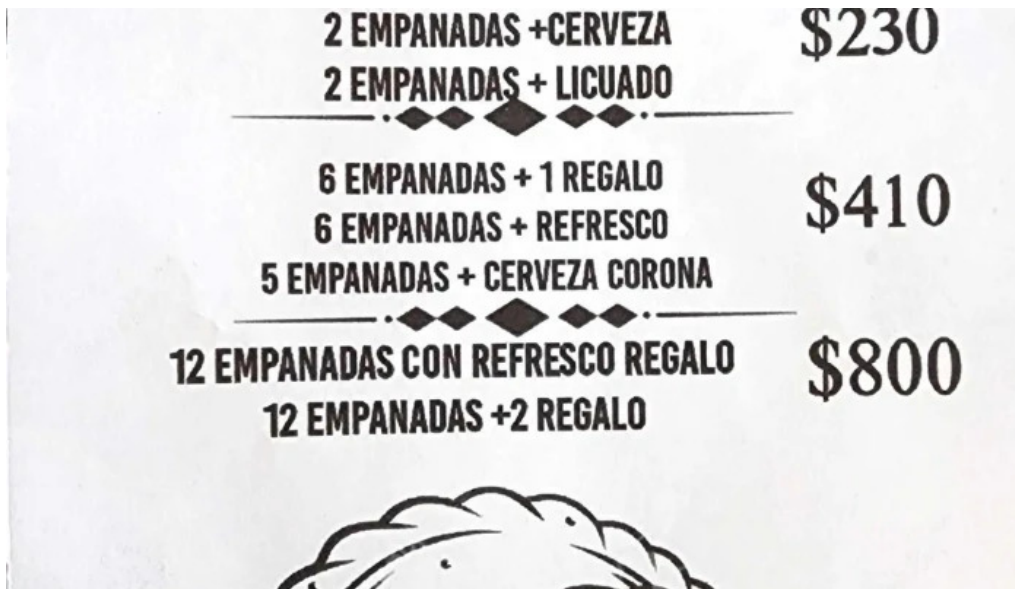 2 EMPANADAS +CERVEZA
$230
2 EMPANADAS + LICUADO
6 EMPANADAS + 1 REGALO
$410
6 EMPANADAS + REFRESCO
5 EMPANADAS + CERVEZA CORONA
12 EMPANADAS CON REFRESCO REGALO
$800
12 EMPANADAS +2 REGALO